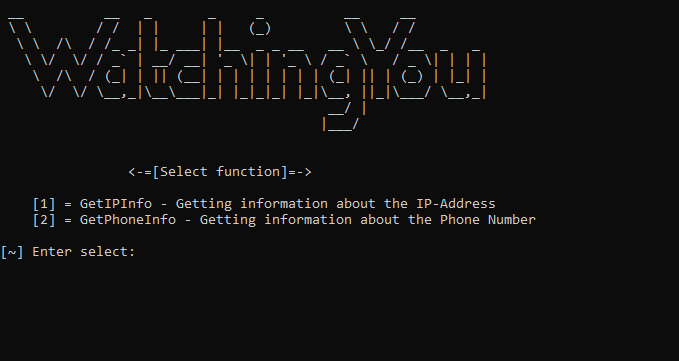 WatchingYou
<-=[Select function]=->
[1] = GetIPInfo - Getting information about the IP-Address
[2] = GetPhoneInfo - Getting information about the Phone Number
[~] Enter select: